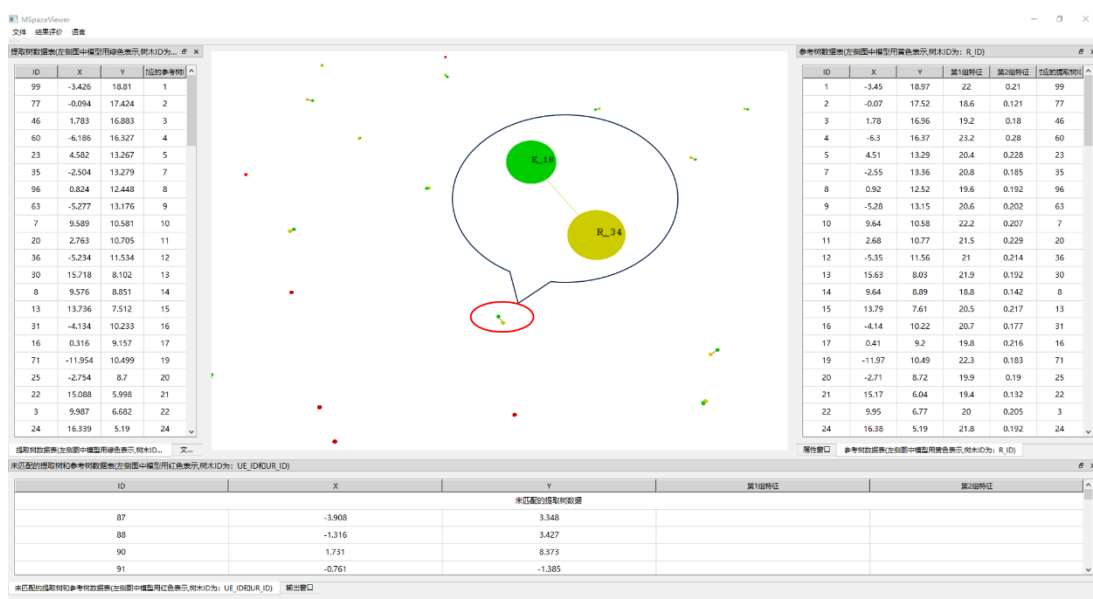 MSpaceViewer
文件 结果评价 语言
提取树数据表(左侧图中模型用绿色表示,树木ID为...
参考树数据表(左侧图中模型用黄色表示,树木ID为: R_ID)
ID X Y 应的参考树
99 -3.426 18.81 1
77 -0.094 17.424 2
46 1.783 16.883 3
60 -6.186 16.327 4
23 4.582 13.267 5
35 -2.504 13.279 7
96 0.824 12.448 8
63 -5.277 13.176 9
7 9.589 10.581 10
20 2.763 10.705 11
36 -5.234 11.534 12
30 15.718 8.102 13
8 9.576 8.851 14
13 13.736 7.512 15
31 -4.134 10.233 16
16 0.316 9.157 17
71 -11.954 10.499 19
25 -2.754 8.7 20
22 15.088 5.998 21
3 9.987 6.682 22
24 16.339 5.19 24
提取树数据表(左侧图中模型用绿色表示,树木ID... 文...
R_34
ID X Y 第1组特征 第2组特征 应的提取树I
1 -3.45 18.97 22 0.21 99
2 -0.07 17.52 18.6 0.121 77
3 1.78 16.96 19.2 0.18 46
4 -6.3 16.37 23.2 0.28 60
5 4.51 13.29 20.4 0.228 23
7 -2.55 13.36 20.8 0.185 35
8 0.92 12.52 19.6 0.192 96
9 -5.28 13.15 20.6 0.202 63
10 9.64 10.58 22.2 0.207 7
11 2.68 10.77 21.5 0.229 20
12 -5.35 11.56 21 0.214 36
13 15.63 8.03 21.9 0.192 30
14 9.64 8.89 18.8 0.142 8
15 13.79 7.61 20.5 0.217 13
16 -4.14 10.22 20.7 0.177 31
17 0.41 9.2 19.8 0.216 16
19 -11.97 10.49 22.3 0.183 71
20 -2.71 8.72 19.9 0.19 25
21 15.17 6.04 19.4 0.132 22
22 9.95 6.77 20 0.205 3
24 16.38 5.19 21.8 0.192 24
属性窗口 参考树数据表(左侧图中模型用黄色表示,树木ID为: R_ID)
未匹配的提取树和参考树数据表(左侧图中模型用红色表示,树木ID为: UE_ID和UR_ID)
ID X Y 第1组特征 第2组特征
未匹配的提取树数据
87 -3.908 3.348
88 -1.316 3.427
90 1.731 8.373
91 -0.761 -1.385
未匹配的提取树和参考树数据表(左侧图中模型用红色表示,树木ID为: UE_ID和UR_ID) 输出窗口